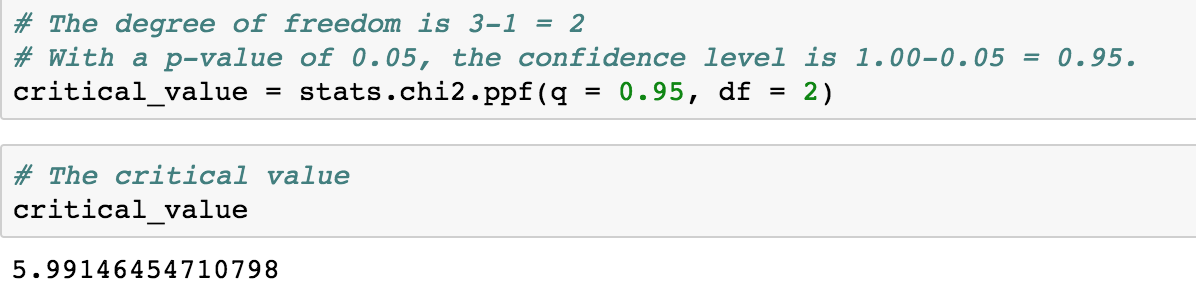 # The degree of freedom is 3-1 = 2
# With a p-value of 0.05, the confidence level is 1.00-0.05 = 0.95.
critical_value = stats.chi2.ppf(q = 0.95, df = 2)
# The critical value
critical_value
5.99146454710798